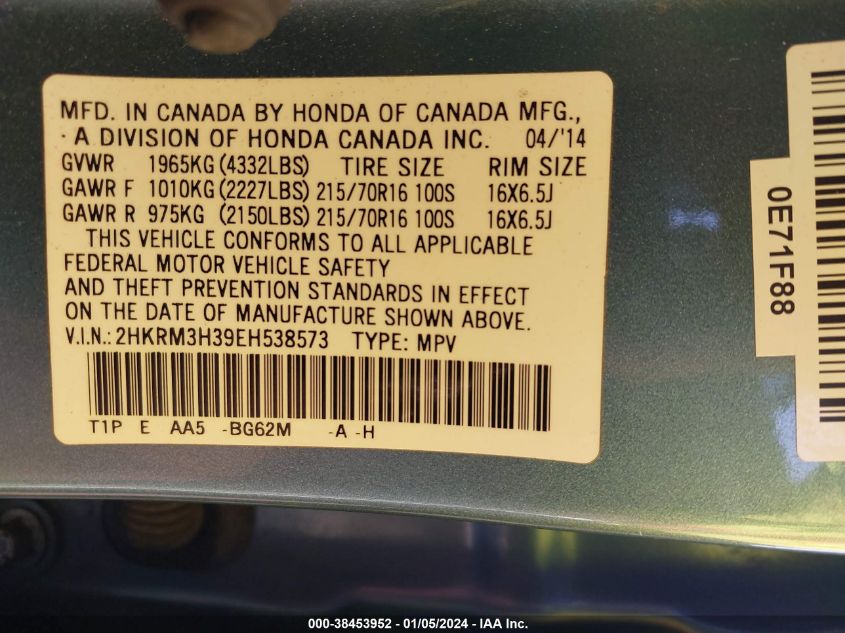 MFD. IN CANADA BY HONDA OF CANADA MFG.,
A DIVISION OF HONDA CANADA INC. 04/'14
GVWR 1965KG (4332LBS) TIRE SIZE RIM SIZE
GAWR F 1010KG (2227LBS) 215/70R16 100S 16X6.5J
GAWR R 975KG (2150LBS) 215/70R16 100S 16X6.5J
THIS VEHICLE CONFORMS TO ALL APPLICABLE
FEDERAL MOTOR VEHICLE SAFETY
AND THEFT PREVENTION STANDARDS IN EFFECT
ON THE DATE OF MANUFACTURE SHOWN ABOVE.
V.I.N.: 2HKRM3H39EH538573 TYPE: MPV
T1P E AA5 -BG62M -A -H
0E71F88
000-38453952 - 01/05/2024 - IAA Inc.